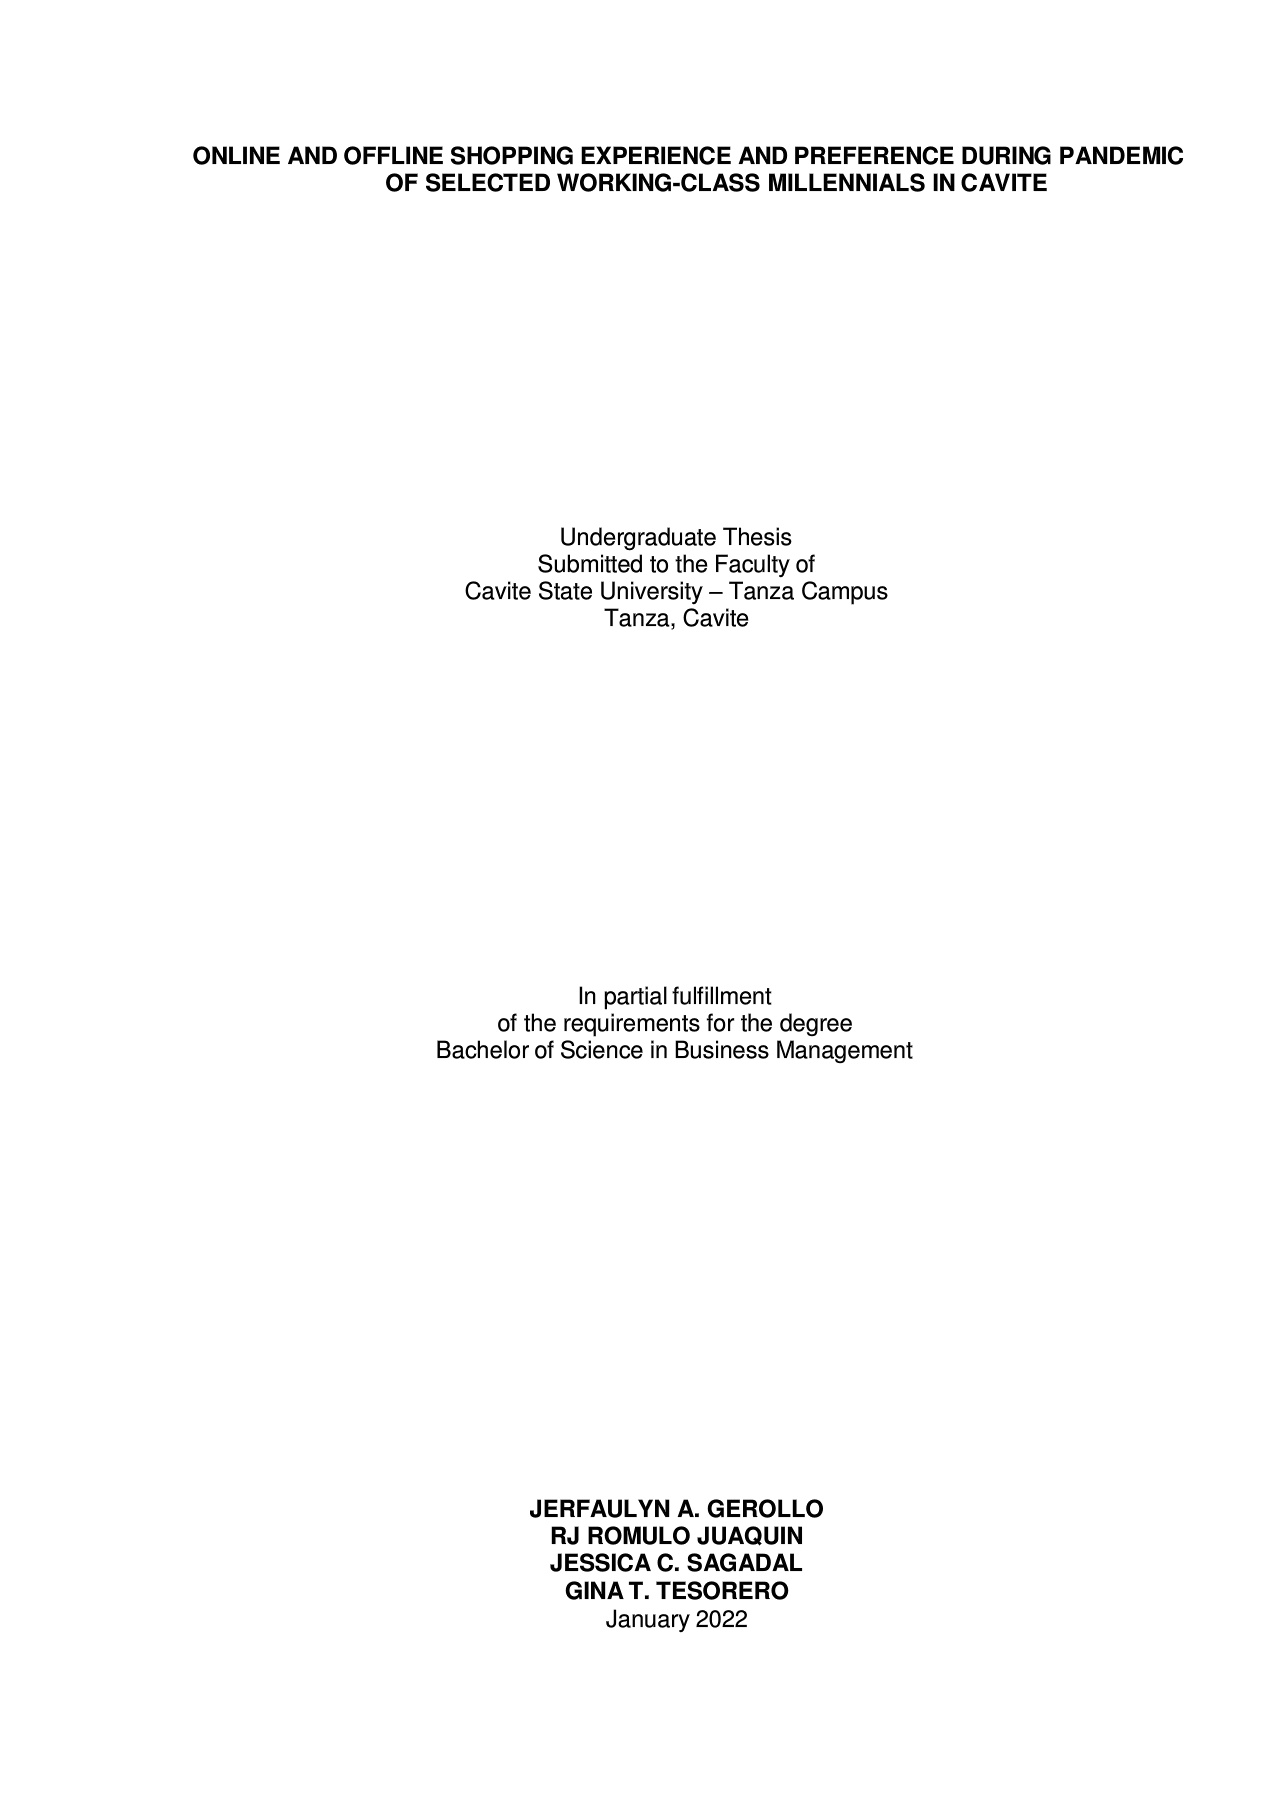 ONLINE AND OFFLINE SHOPPING EXPERIENCE AND PREFERENCE DURING PANDEMIC
OF SELECTED WORKING-CLASS MILLENNIALS IN CAVITE
Undergraduate Thesis
Submitted to the Faculty of
Cavite State University – Tanza Campus
Tanza, Cavite
In partial fulfillment
of the requirements for the degree
Bachelor of Science in Business Management
JERFAULYN A. GEROLLO
RJ ROMULO JUAQUIN
JESSICA C. SAGADAL
GINA T. TESORERO
January 2022